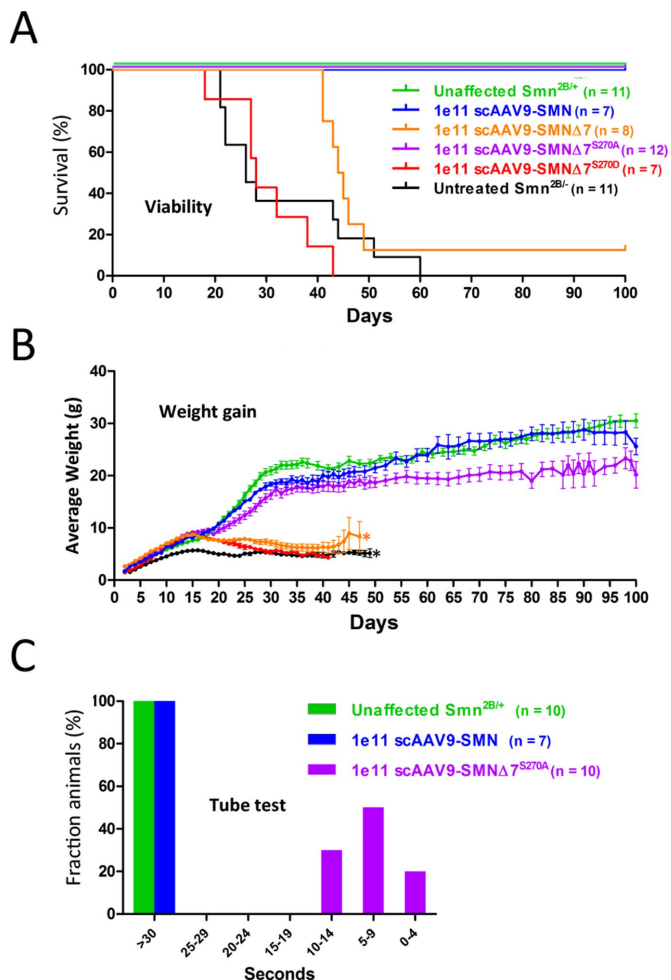 A
Survival (%)
100
80
60
40
20
0
Viability
Unaffected Smn2B/+ (n = 11)
1e11 scAAV9-SMN (n = 7)
1e11 scAAV9-SMNΔ7 (n = 8)
1e11 scAAV9-SMNΔ7S270A (n = 12)
1e11 scAAV9-SMNΔ7S270D (n = 7)
Untreated Smn2B/- (n = 11)
0 10 20 30 40 50 60 70 80 90 100
Days
B
Average Weight (g)
40
30
20
10
0
Weight gain
*
*
0 3 5 10 15 20 25 30 35 40 45 50 55 60 65 70 75 80 85 90 95 100
Days
C
Fraction animals (%)
100
80
60
40
20
0
Tube test
Unaffected Smn2B/+ (n = 10)
1e11 scAAV9-SMN (n = 7)
1e11 scAAV9-SMNΔ7S270A (n = 10)
>30 25-29 20-24 15-19 10-14 5-9 0-4
Seconds